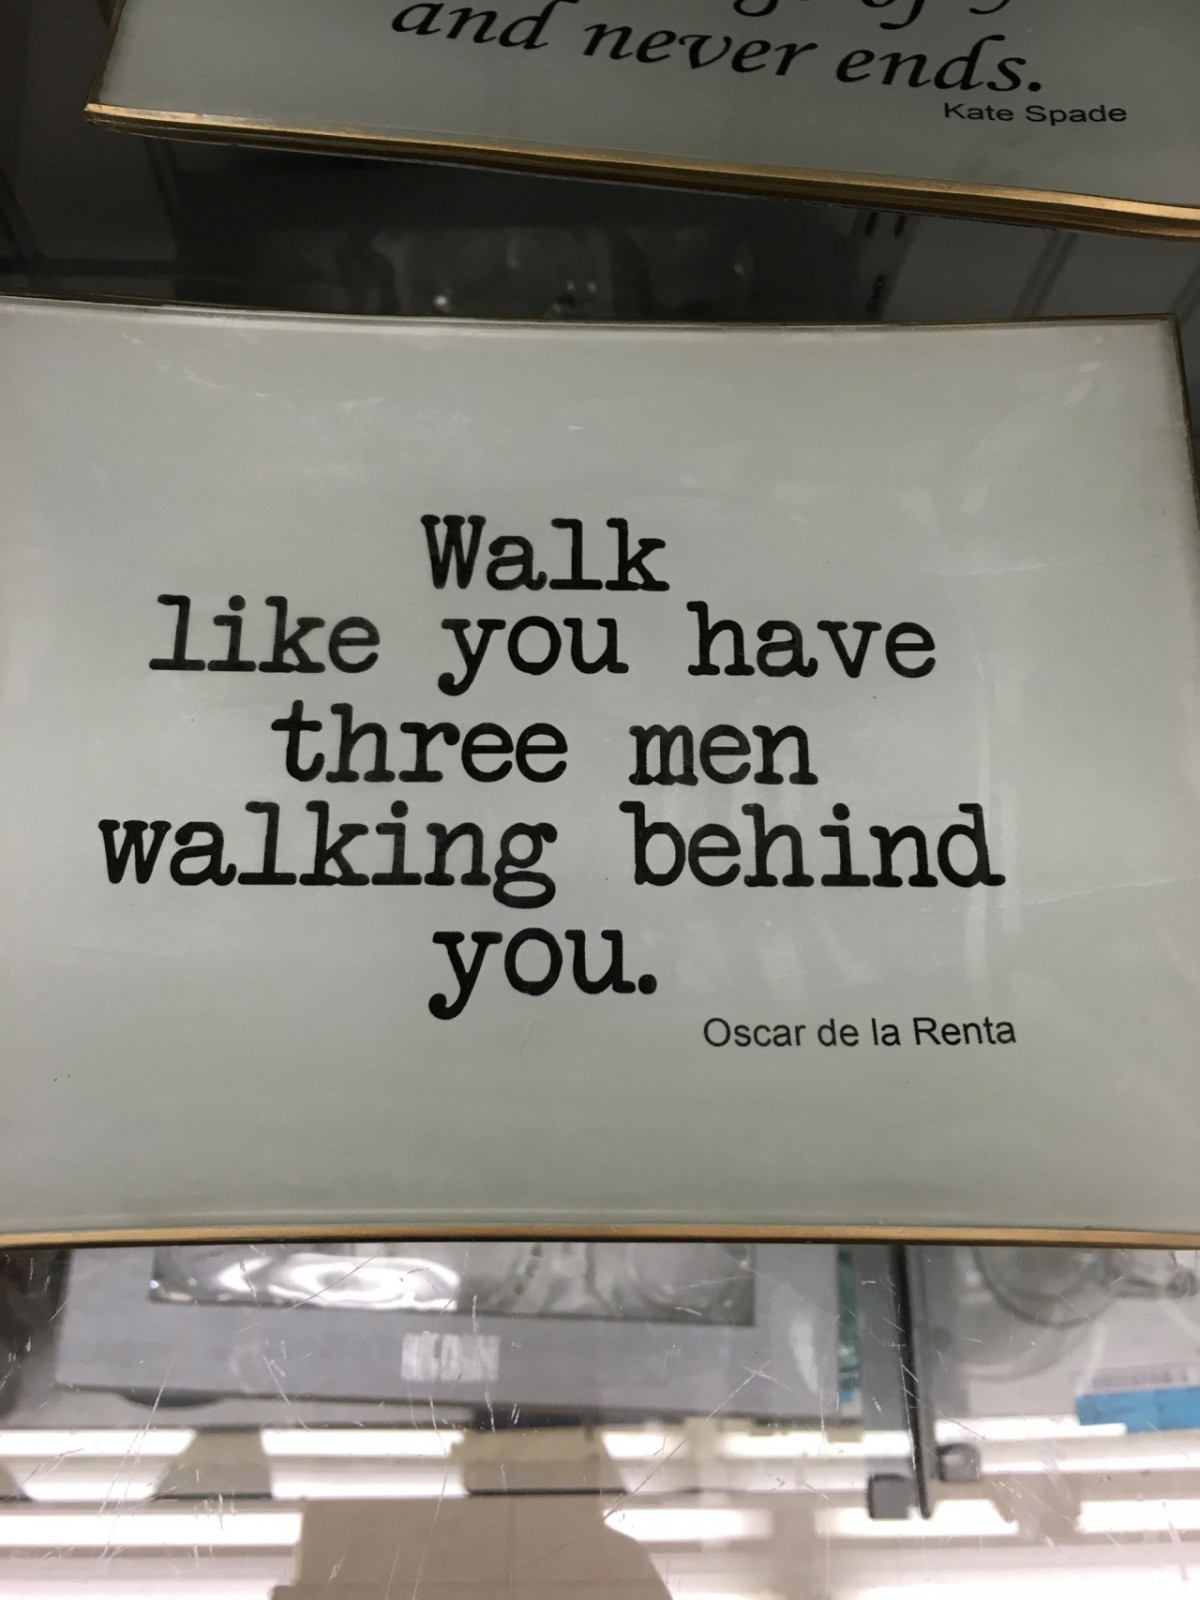 and never ends.
Kate Spade
Walk
like you have
three men
walking behind
you.
Oscar de la Renta